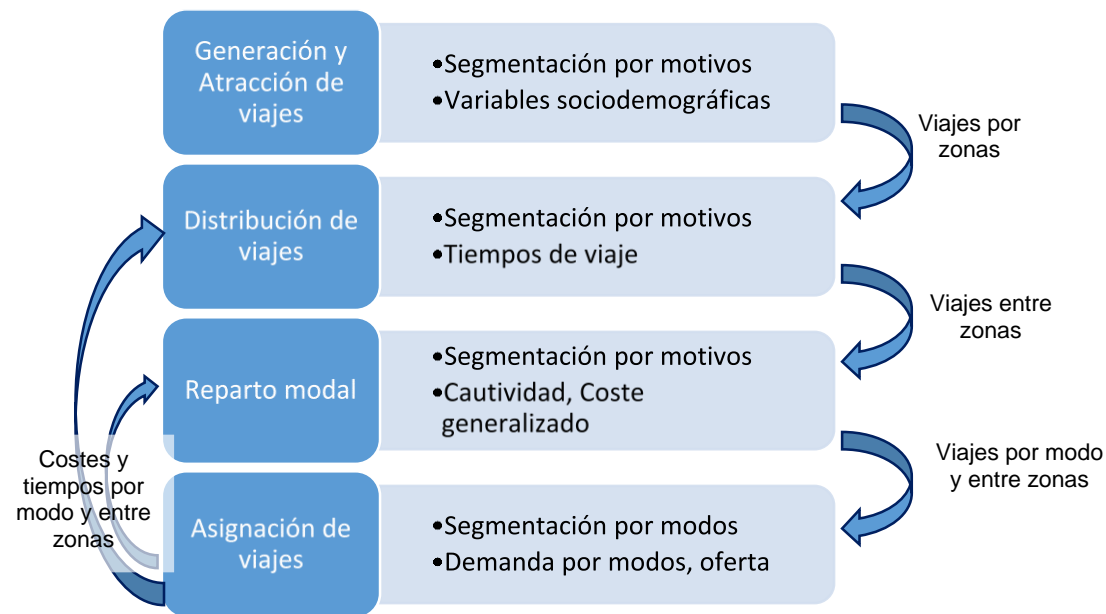 Generación y
Atracción de
viajes
•Segmentación por motivos
•Variables sociodemográficas
Viajes por
zonas
Distribución de
viajes
•Segmentación por motivos
•Tiempos de viaje
Viajes entre
zonas
Reparto modal
•Segmentación por motivos
•Cautividad, Coste
generalizado
Viajes por modo
y entre zonas
Costes y
tiempos por
modo y entre
zonas
Asignación de
viajes
•Segmentación por modos
•Demanda por modos, oferta